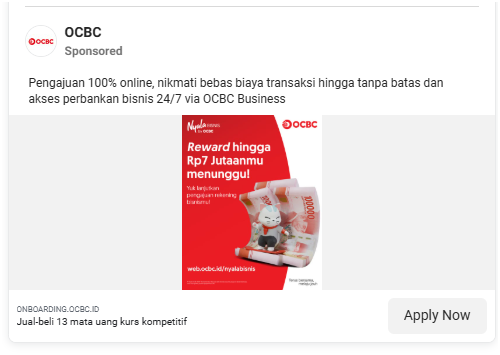 OCBC
Sponsored
Pengajuan 100% online, nikmati bebas biaya transaksi hingga tanpa batas dan
akses perbankan bisnis 24/7 via OCBC Business
OCBC
Nyala BISNIS
by OCBC
OCBC
Reward hingga
Rp7 Jutaanmu
menunggu!
Yuk lanjutkan
pengajuan rekening
bisnismu!
100000
web.ocbc.id/nyalabisnis
ONBOARDING.OCBC.ID
Jual-beli 13 mata uang kurs kompetitif
Apply Now